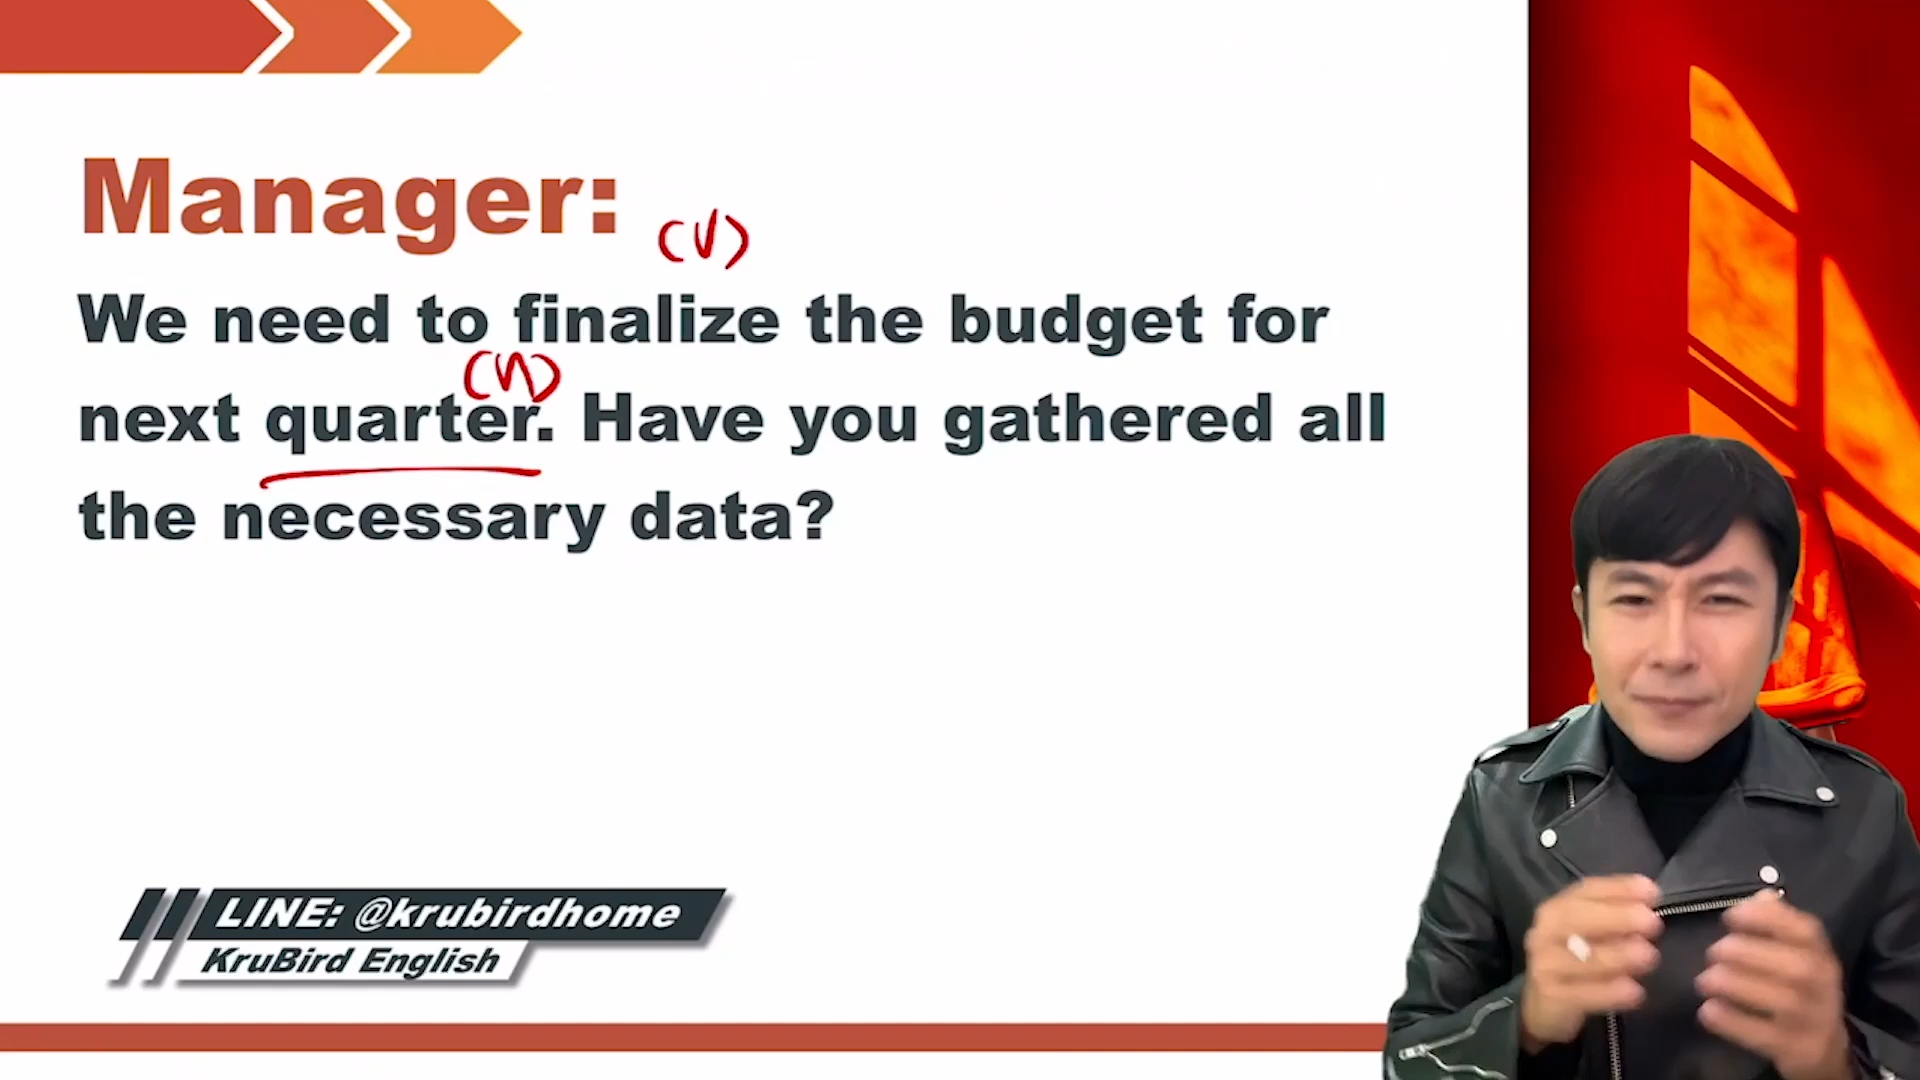 Manager:
(V)
We need to finalize the budget for
(n)
next quarter. Have you gathered all
the necessary data?
LINE: @krubirdhome
KruBird English